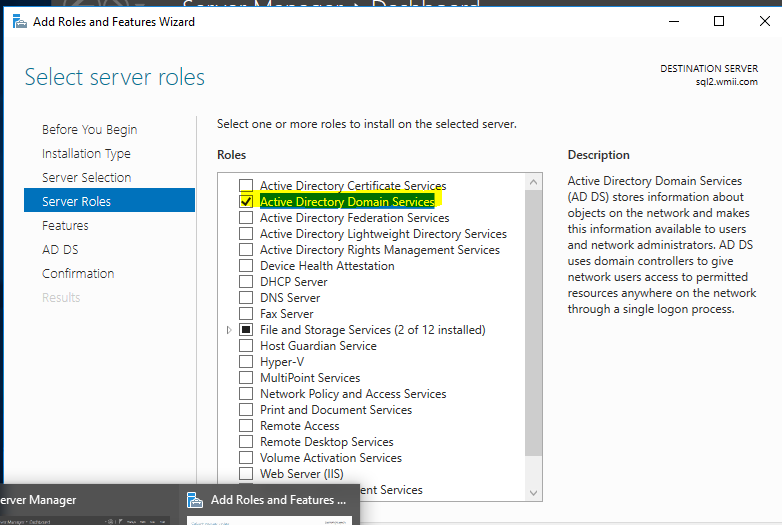 Server Manager • Dashboard
Add Roles and Features Wizard
Select server roles
DESTINATION SERVER
sql2.wmii.com
Before You Begin
Installation Type
Server Selection
Server Roles
Features
AD DS
Confirmation
Results
Select one or more roles to install on the selected server.
Roles
Active Directory Certificate Services
Active Directory Domain Services
Active Directory Federation Services
Active Directory Lightweight Directory Services
Active Directory Rights Management Services
Device Health Attestation
DHCP Server
DNS Server
Fax Server
File and Storage Services (2 of 12 installed)
Host Guardian Service
Hyper-V
MultiPoint Services
Network Policy and Access Services
Print and Document Services
Remote Access
Remote Desktop Services
Volume Activation Services
Web Server (IIS)
ent Services
Description
Active Directory Domain Services
(AD DS) stores information about
objects on the network and makes
this information available to users
and network administrators. AD DS
uses domain controllers to give
network users access to permitted
resources anywhere on the network
through a single logon process.
erver Manager
Add Roles and Features ...